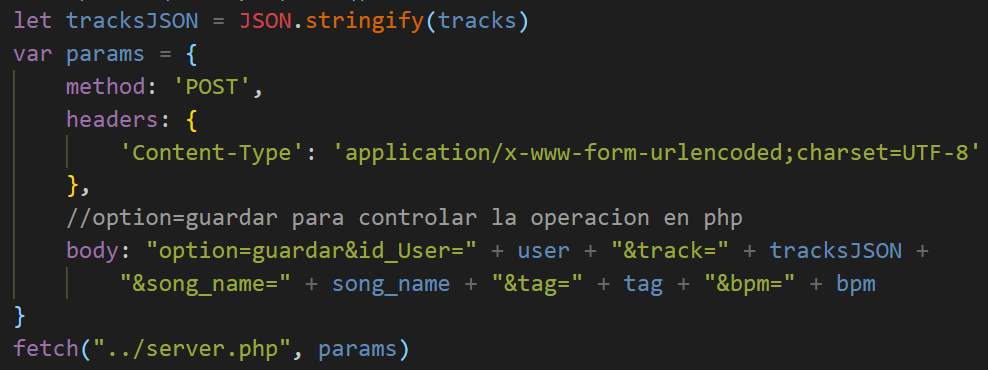 let tracksJSON = JSON.stringify(tracks)
var params = {
    method: 'POST',
    headers: {
        'Content-Type': 'application/x-www-form-urlencoded;charset=UTF-8'
    },
    //option=guardar para controlar la operacion en php
    body: "option=guardar&id_User=" + user + "&track=" + tracksJSON +
        "&song_name=" + song_name + "&tag=" + tag + "&bpm=" + bpm
}
fetch("../server.php", params)